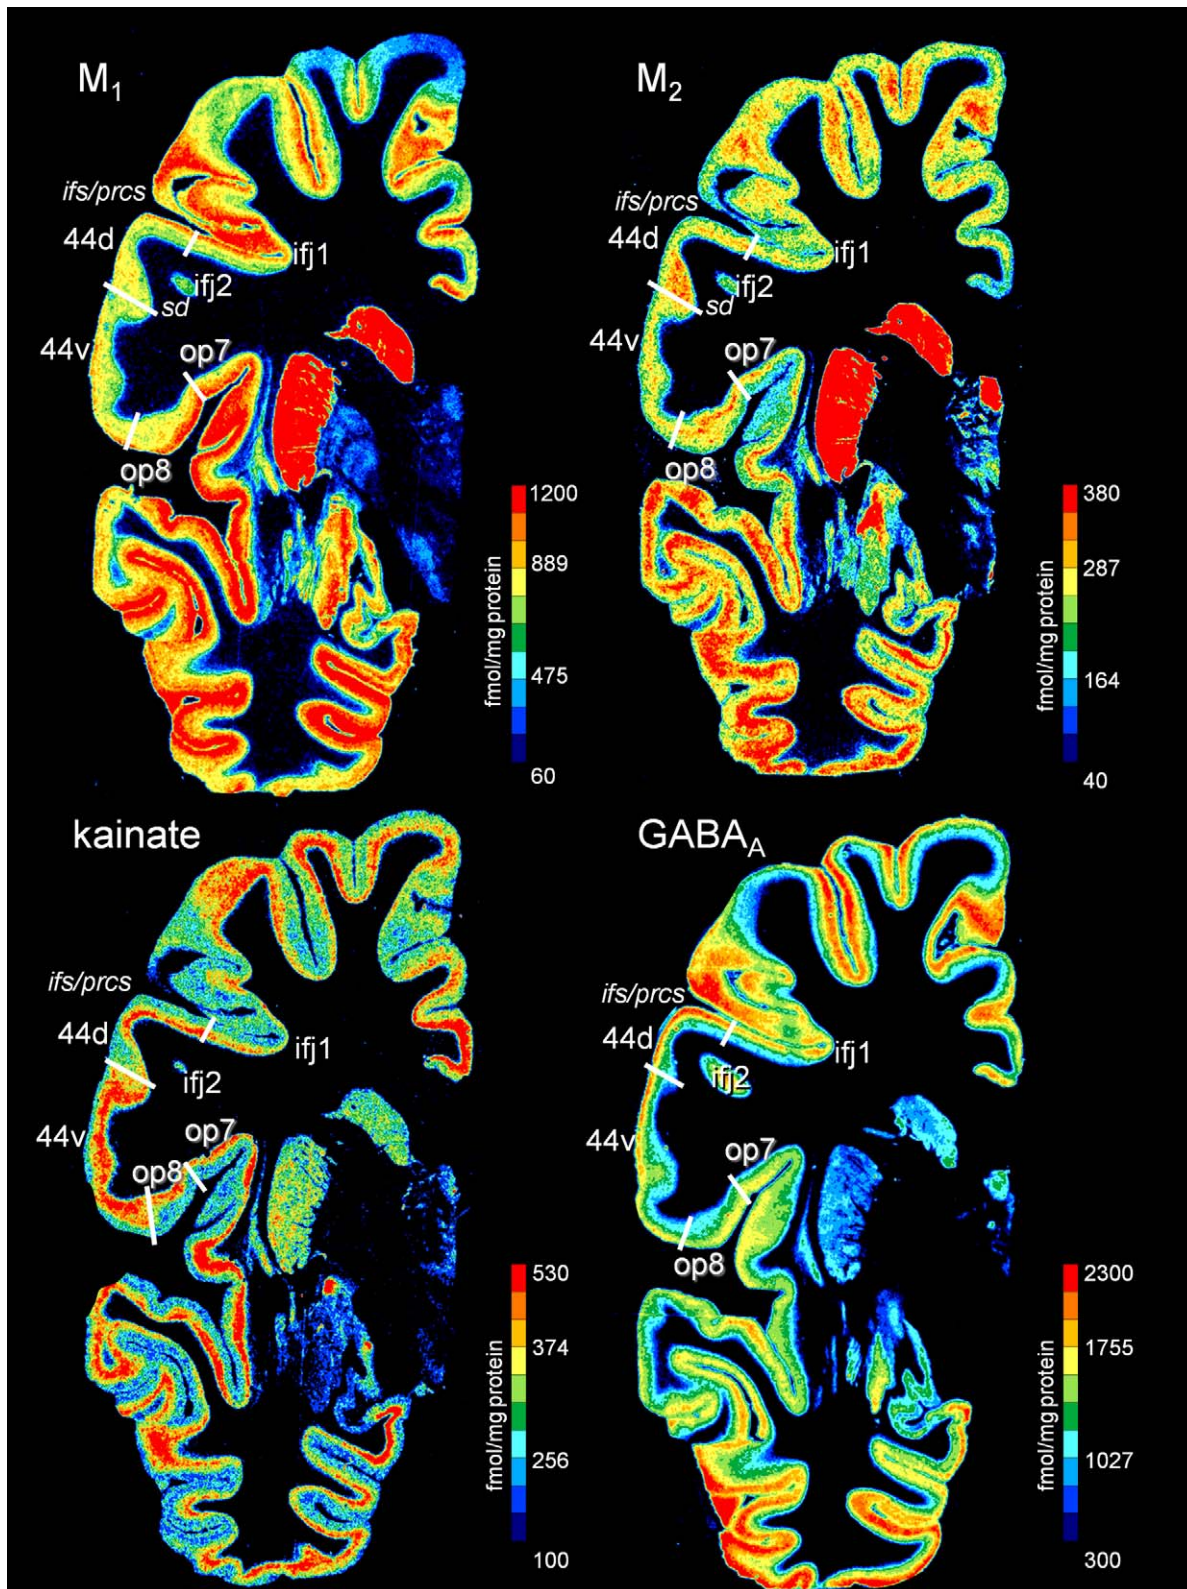 M₁
ifs/prcs
44d
ifj1
ifj2
sd
44v
op7
op8
1200
889
475
60
fmol/mg protein
M₂
ifs/prcs
44d
ifj1
ifj2
sd
44v
op7
op8
380
287
164
40
fmol/mg protein
kainate
ifs/prcs
44d
ifj1
ifj2
44v
op7
op8
530
374
256
100
fmol/mg protein
GABA_A
ifs/prcs
44d
ifj1
ifj2
44v
op7
op8
2300
1755
1027
300
fmol/mg protein